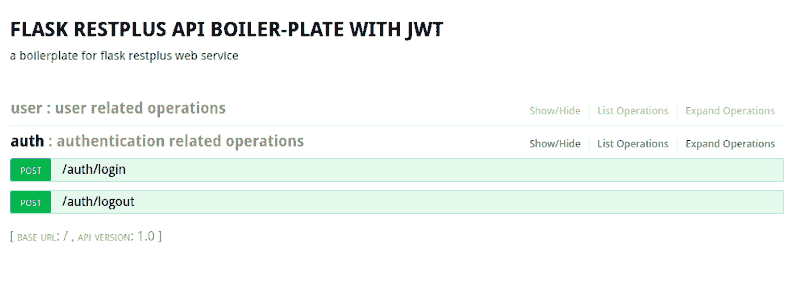 FLASK RESTPLUS API BOILER-PLATE WITH JWT
a boilerplate for flask restplus web service
user : user related operations Show/Hide List Operations Expand Operations
auth : authentication related operations Show/Hide List Operations Expand Operations
POST /auth/login
POST /auth/logout
[ BASE URL: / , API VERSION: 1.0 ]